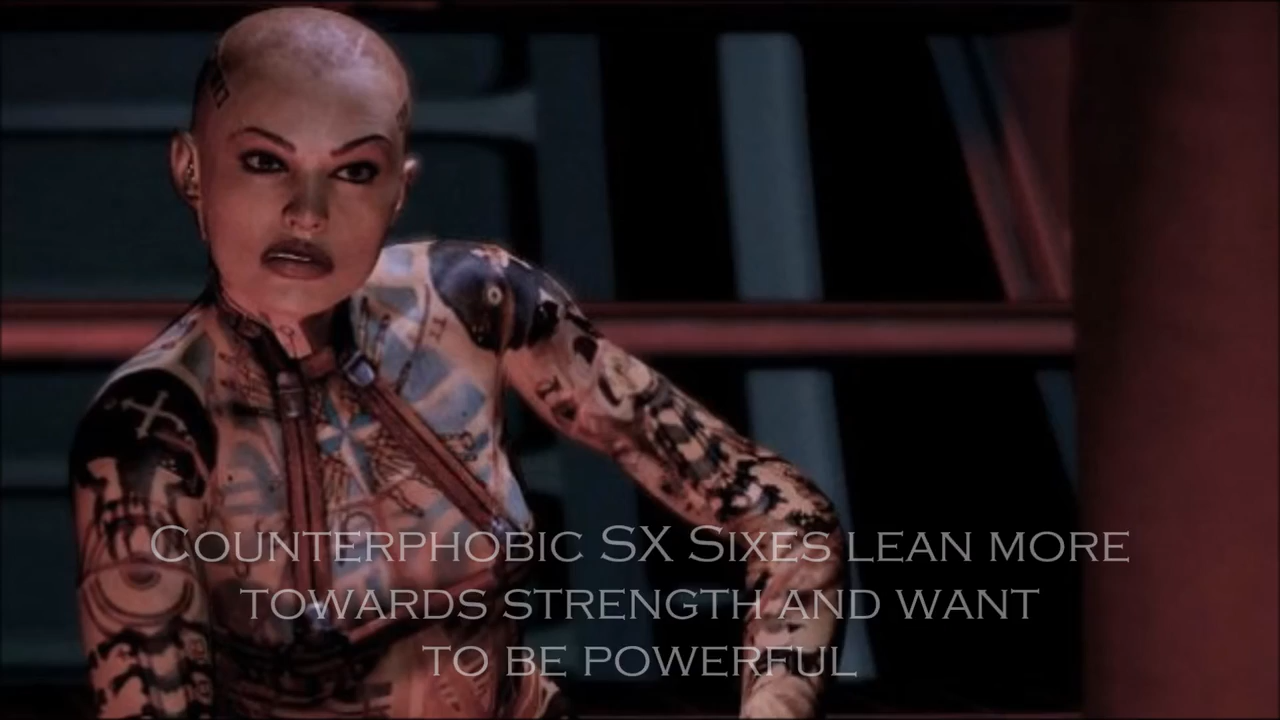 Counterphobic SX Sixes lean more
towards strength and want
to be powerful